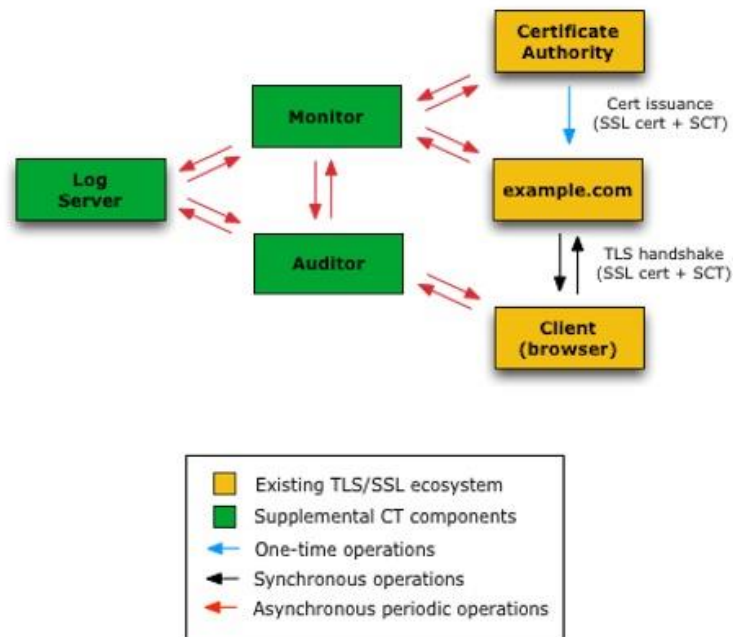 Certificate
Authority
Cert issuance
(SSL cert + SCT)
Monitor
Log
Server
example.com
Auditor
TLS handshake
(SSL cert + SCT)
Client
(browser)
Existing TLS/SSL ecosystem
Supplemental CT components
One-time operations
Synchronous operations
Asynchronous periodic operations